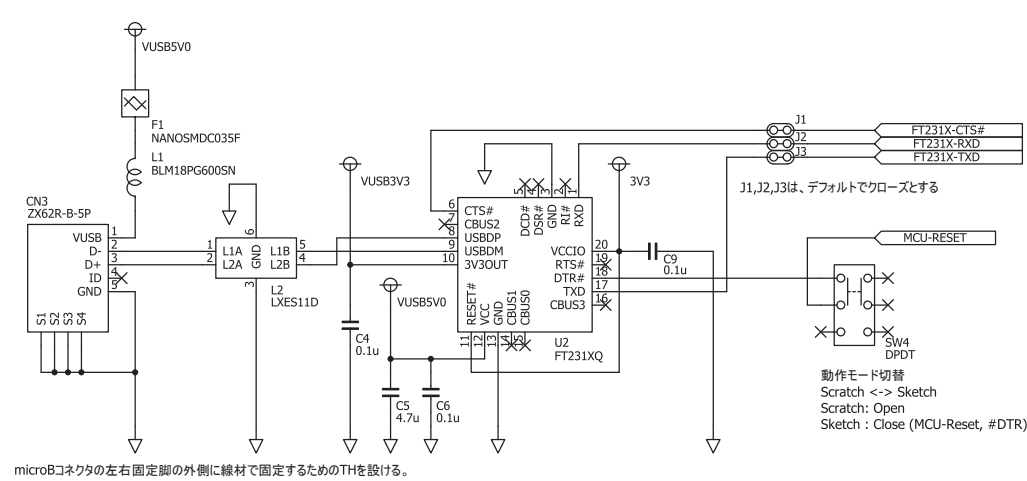 VUSB5V0
F1
NANOSMDC035F
L1
BLM18PG600SN
CN3
ZX62R-B-5P
VUSB 1
D- 2
D+ 3
ID 4
GND 5
S1 S2 S3 S4
6
1 L1A GND L1B 5
2 L2A L2B 4
3
L2
LXES11D
VUSB3V3
C4
0.1u
VUSB5V0
C5
4.7u
C6
0.1u
5 4 3 2 1
DCD# DSR# GND RI# RXD
6 CTS#
7 CBUS2
8 USBDP
9 USBDM
10 3V3OUT
VCCIO 20
RTS# 19
DTR# 18
TXD 17
CBUS3 16
RESET# VCC GND CBUS1 CBUS0
11 12 13 14 15
U2
FT231XQ
3V3
C9
0.1u
J1
FT231X-CTS#
J2
FT231X-RXD
J3
FT231X-TXD
J1,J2,J3は、デフォルトでクローズとする
MCU-RESET
SW4
DPDT
動作モード切替
Scratch <-> Sketch
Scratch: Open
Sketch : Close (MCU-Reset, #DTR)
microBコネクタの左右固定脚の外側に線材で固定するためのTHを設ける。